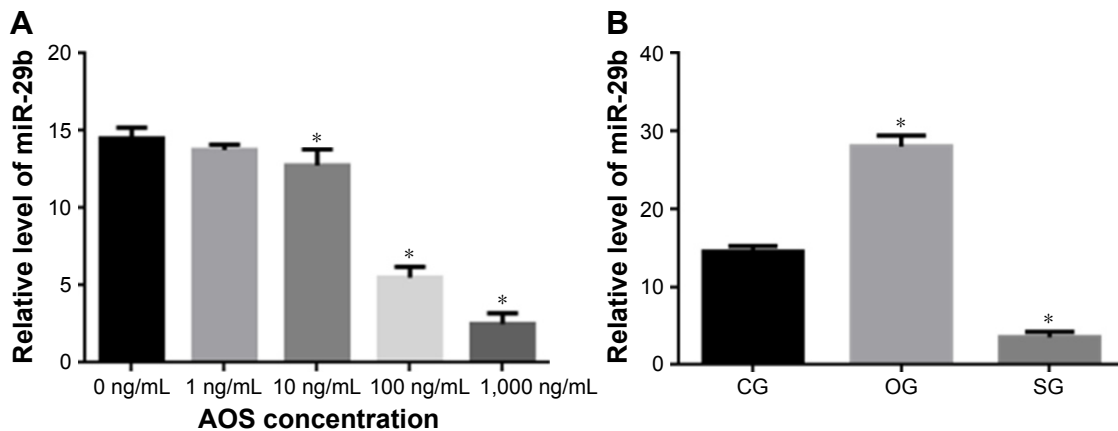 A
Relative level of miR-29b
20
15
10
5
0
*
*
*
0 ng/mL 1 ng/mL 10 ng/mL 100 ng/mL 1,000 ng/mL
AOS concentration
B
Relative level of miR-29b
40
30
20
10
0
*
*
CG OG SG